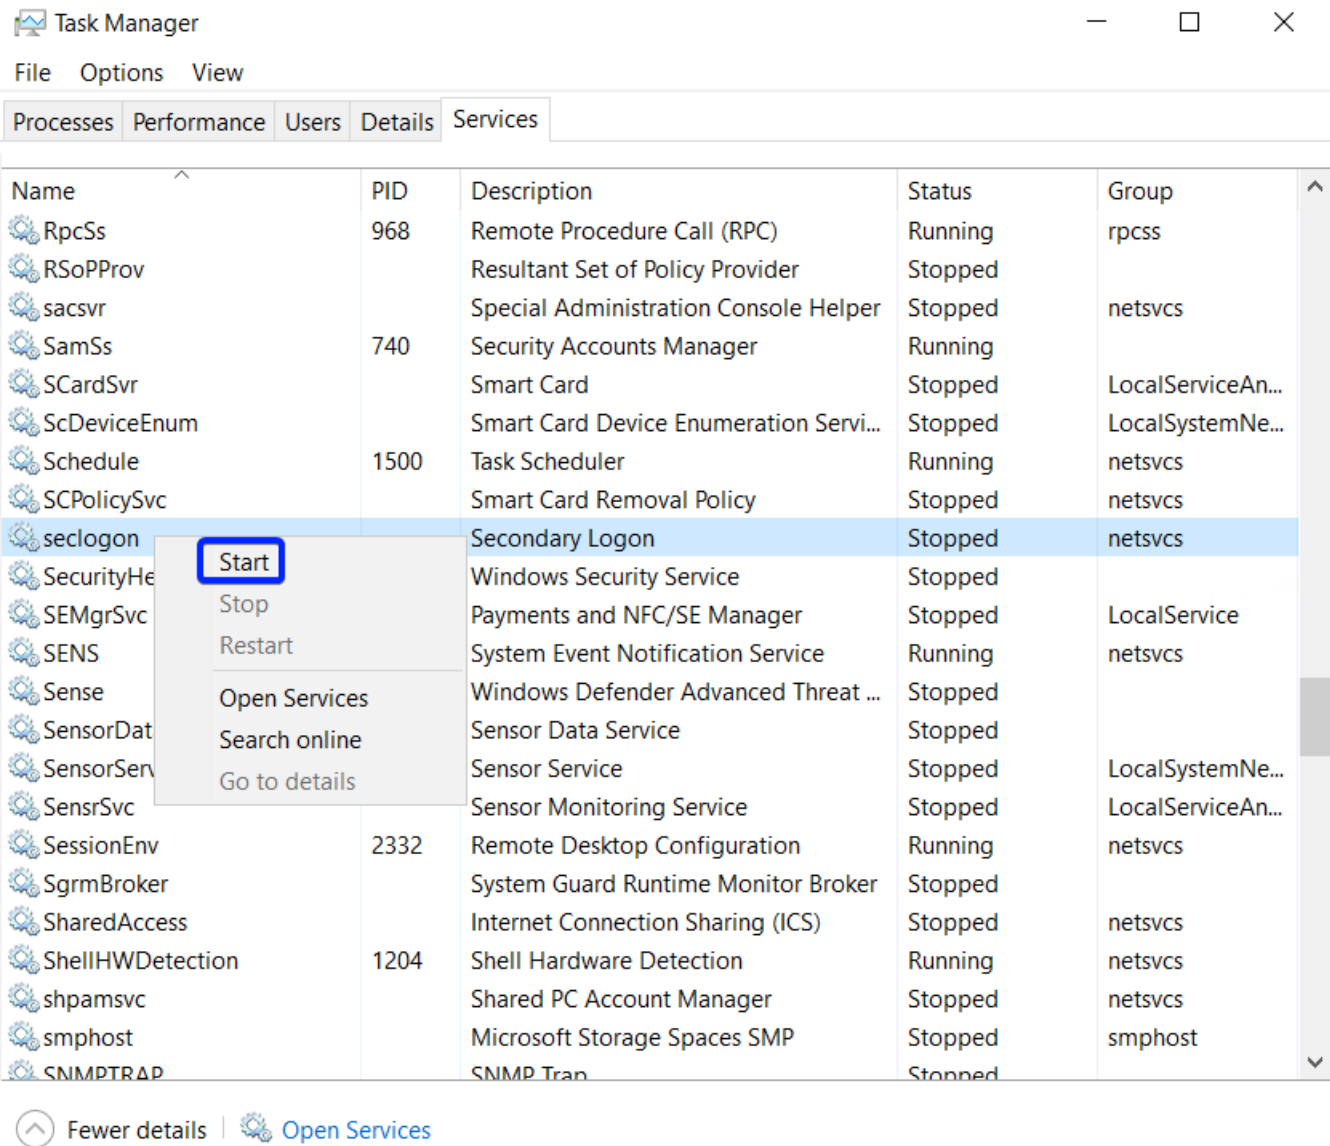 Task Manager
File Options View
Processes Performance Users Details Services
Name PID Description Status Group
RpcSs 968 Remote Procedure Call (RPC) Running rpcss
RSoPProv Resultant Set of Policy Provider Stopped
sacsvr Special Administration Console Helper Stopped netsvcs
SamSs 740 Security Accounts Manager Running
SCardSvr Smart Card Stopped LocalServiceAn...
ScDeviceEnum Smart Card Device Enumeration Servi... Stopped LocalSystemNe...
Schedule 1500 Task Scheduler Running netsvcs
SCPolicySvc Smart Card Removal Policy Stopped netsvcs
seclogon Secondary Logon Stopped netsvcs
Start
SecurityHe Windows Security Service Stopped
Stop
SEMgrSvc Payments and NFC/SE Manager Stopped LocalService
Restart
SENS System Event Notification Service Running netsvcs
Sense Windows Defender Advanced Threat ... Stopped
Open Services
SensorDat Sensor Data Service Stopped
Search online
SensorServ Sensor Service Stopped LocalSystemNe...
Go to details
SensrSvc Sensor Monitoring Service Stopped LocalServiceAn...
SessionEnv 2332 Remote Desktop Configuration Running netsvcs
SgrmBroker System Guard Runtime Monitor Broker Stopped
SharedAccess Internet Connection Sharing (ICS) Stopped netsvcs
ShellHWDetection 1204 Shell Hardware Detection Running netsvcs
shpamsvc Shared PC Account Manager Stopped netsvcs
smphost Microsoft Storage Spaces SMP Stopped smphost
SNMPTRAP SNMP Trap Stopped
Fewer details Open Services